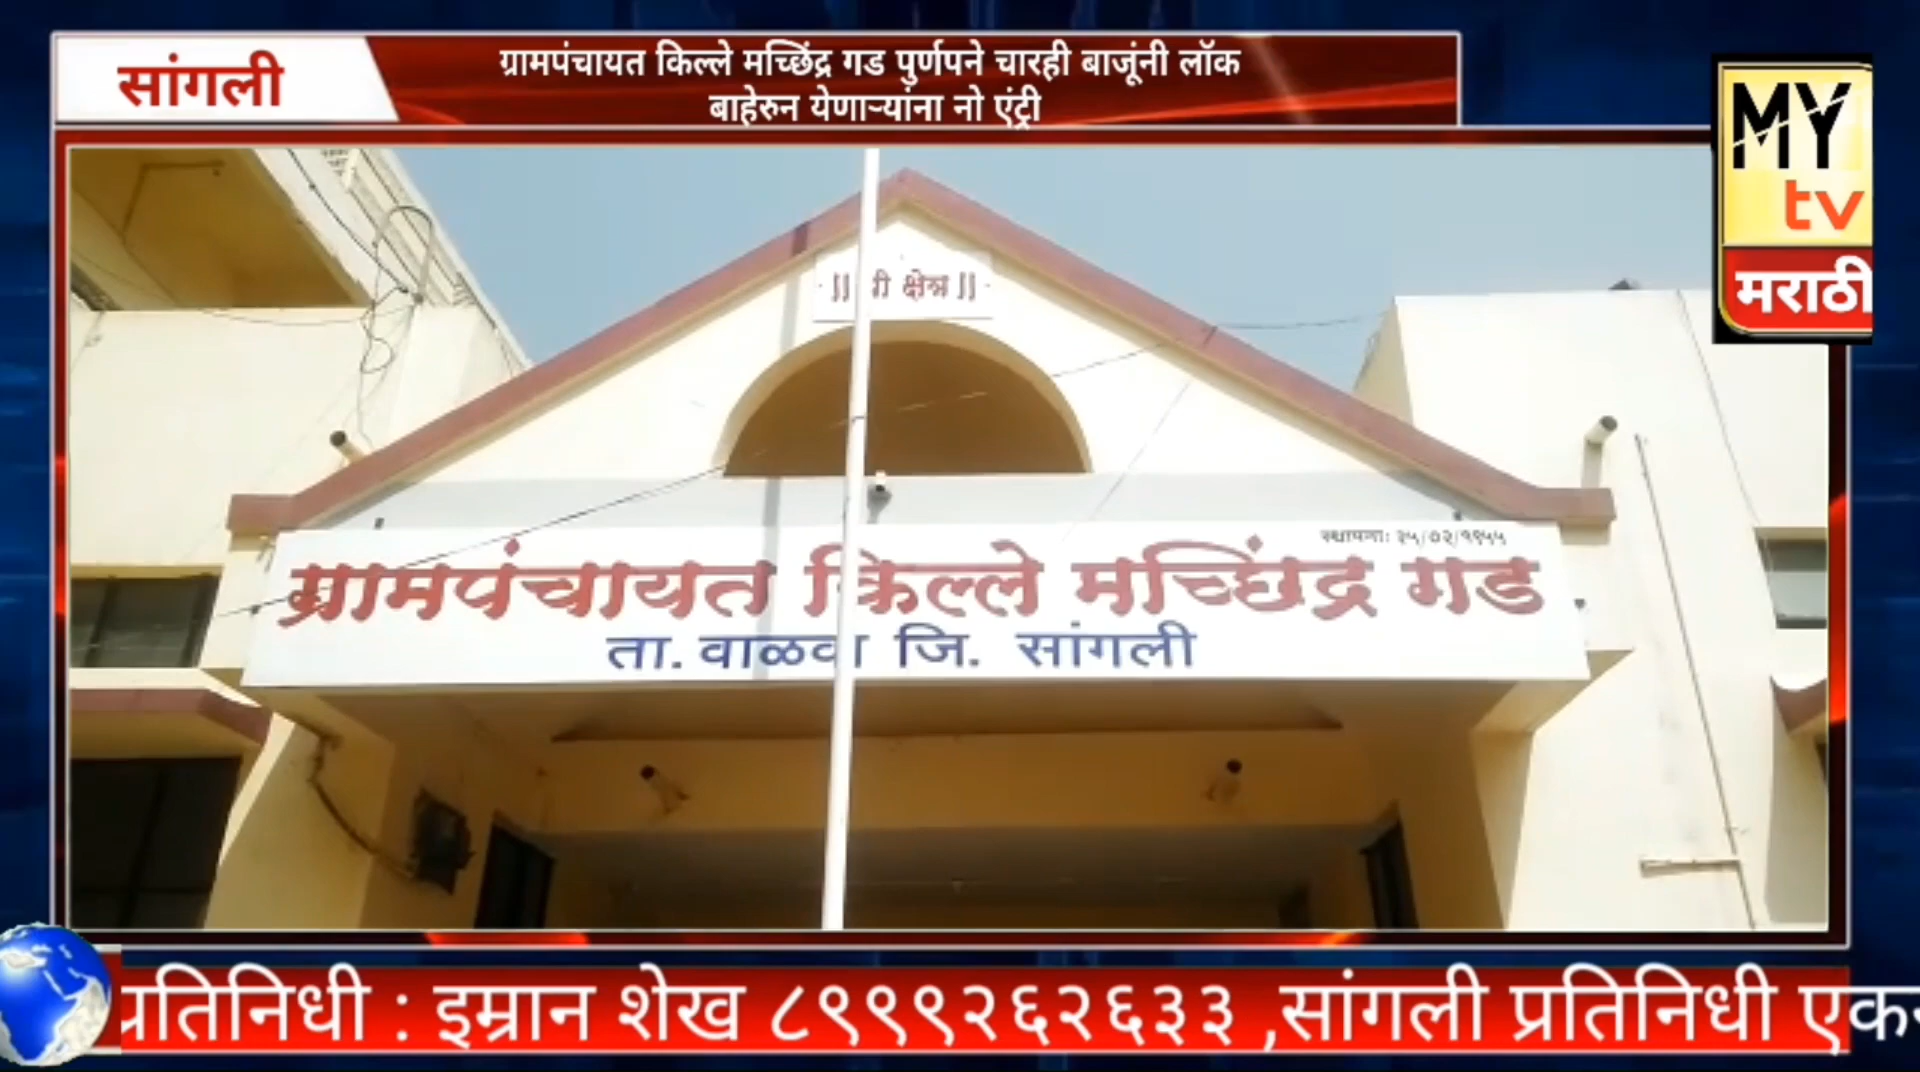 सांगली
ग्रामपंचायत किल्ले मच्छिंद्र गड पुर्णपने चारही बाजूंनी लॉक
बाहेरुन येणाऱ्यांना नो एंट्री
MY
tv
मराठी
|| री क्षेत्र ||
स्थापना: २५/०२/१९५५
ग्रामपंचायत किल्ले मच्छिंद्र गड
ता. वाळवा जि. सांगली
प्रतिनिधी : इम्रान शेख ८९९९२६२६३३ ,सांगली प्रतिनिधी एक